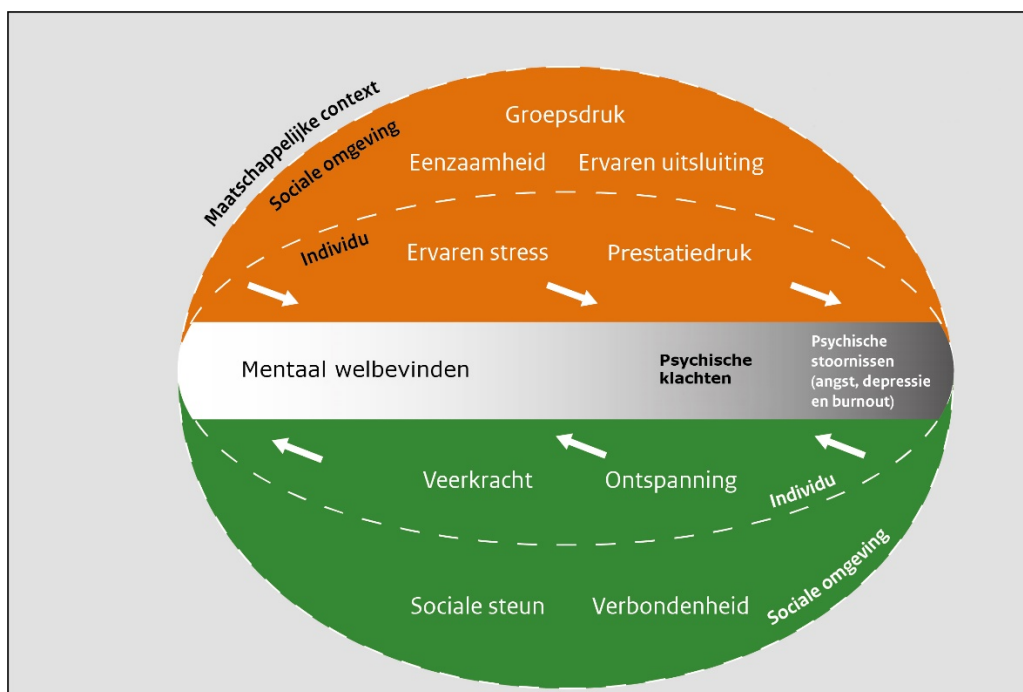 Maatschappelijke context
Sociale omgeving
Groepsdruk
Eenzaamheid
Ervaren uitsluiting
Individu
Ervaren stress
Prestatiedruk
Mentaal welbevinden
Psychische
klachten
Psychische
stoornissen
(angst, depressie
en burnout)
Veerkracht
Ontspanning
Individu
Sociale steun
Verbondenheid
Sociale omgeving